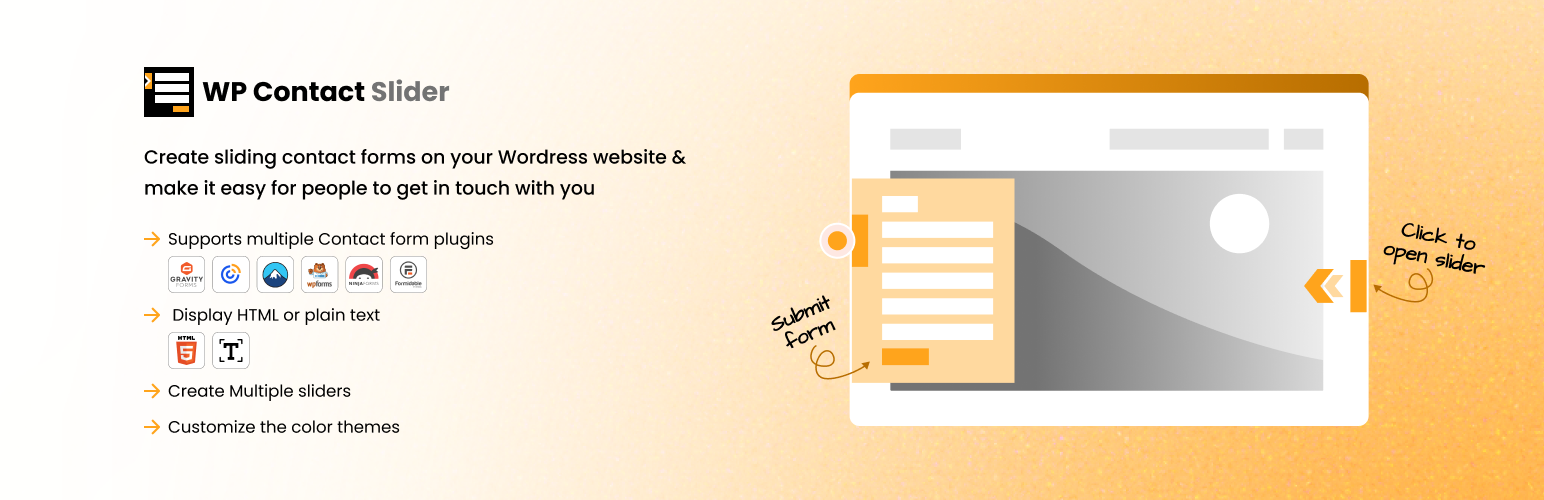 WP Contact Slider
Create sliding contact forms on your Wordress website &
make it easy for people to get in touch with you
Supports multiple Contact form plugins
GRAVITY
FORMS
wpforms
NINJAFORMS
Formidable
Display HTML or plain text
HTML
5
T
Create Multiple sliders
Customize the color themes
Submit
form
Click to
open slider